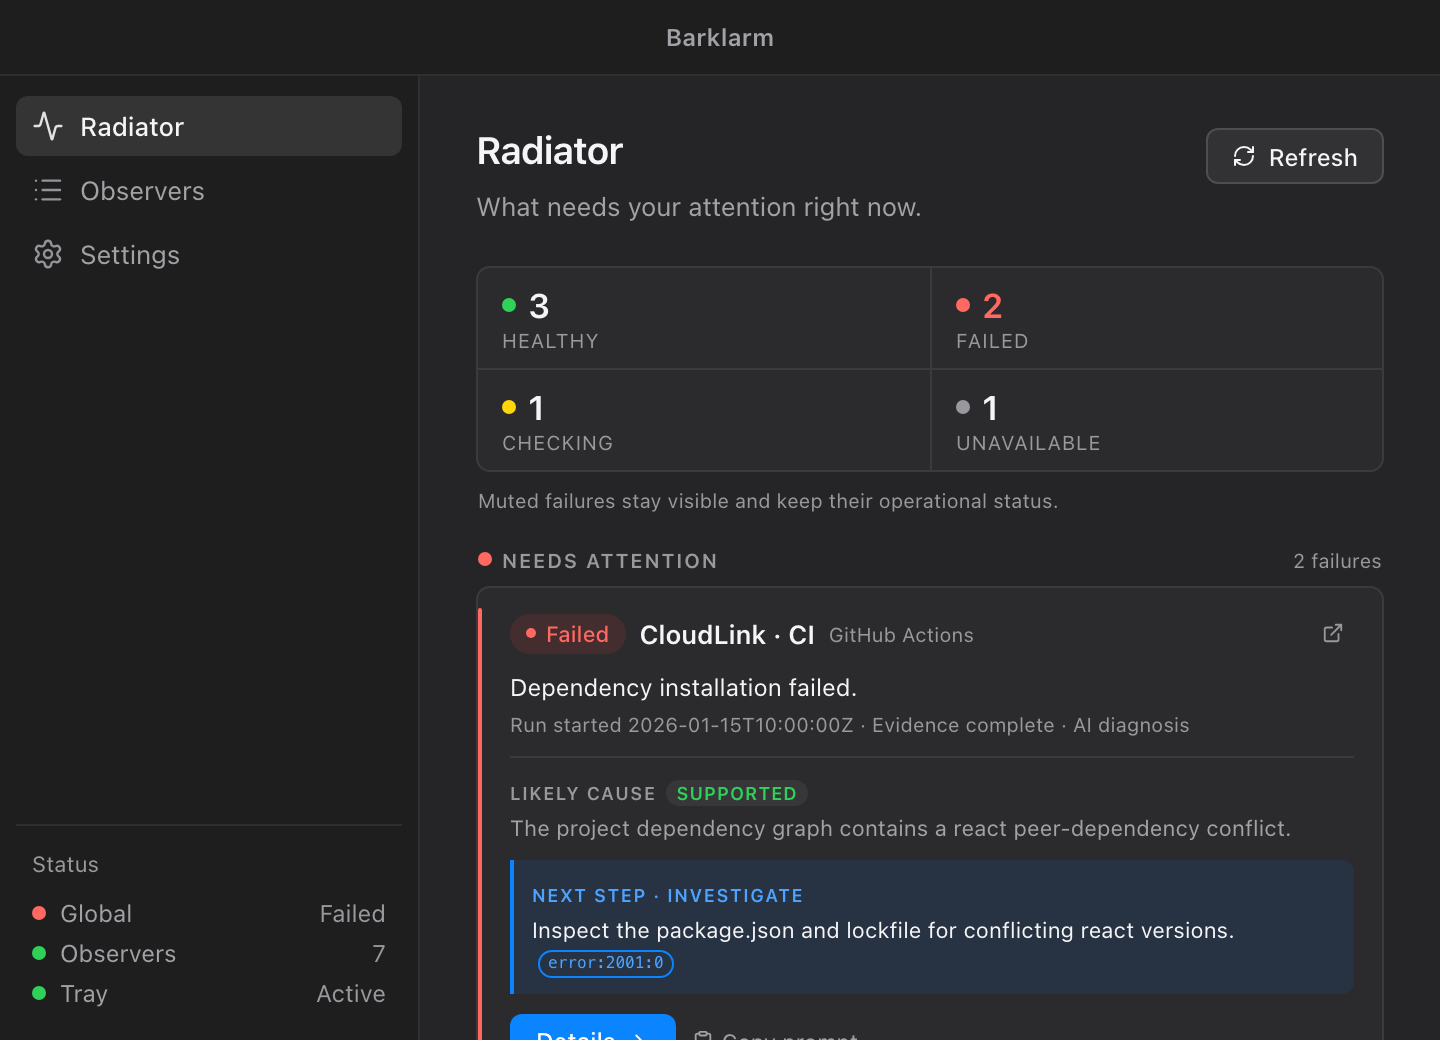 Barklarm
Radiator
Observers
Settings
Status
Global Failed
Observers 7
Tray Active
Radiator
Refresh
What needs your attention right now.
3
HEALTHY
2
FAILED
1
CHECKING
1
UNAVAILABLE
Muted failures stay visible and keep their operational status.
NEEDS ATTENTION 2 failures
Failed CloudLink · CI GitHub Actions
Dependency installation failed.
Run started 2026-01-15T10:00:00Z · Evidence complete · AI diagnosis
LIKELY CAUSE SUPPORTED
The project dependency graph contains a react peer-dependency conflict.
NEXT STEP · INVESTIGATE
Inspect the package.json and lockfile for conflicting react versions.
error:2001:0
Details → Copy prompt